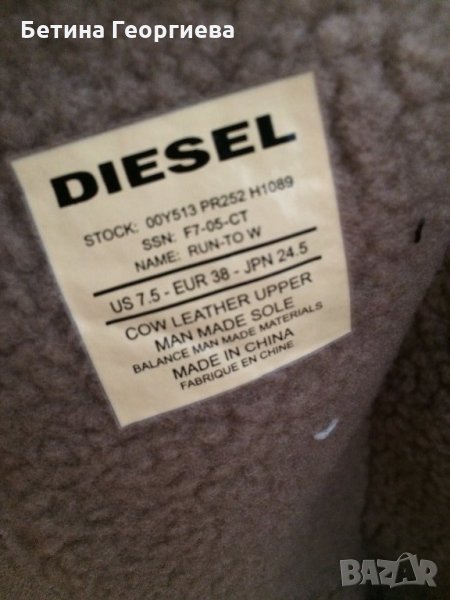 Бетина Георгиева
DIESEL
STOCK: 00Y513 PR252 H1089
SSN: F7-05-CT
NAME: RUN-TO W
US 7.5 - EUR 38 - JPN 24.5
COW LEATHER UPPER
MAN MADE SOLE
BALANCE MAN MADE MATERIALS
MADE IN CHINA
FABRIQUE EN CHINE
BAZAR